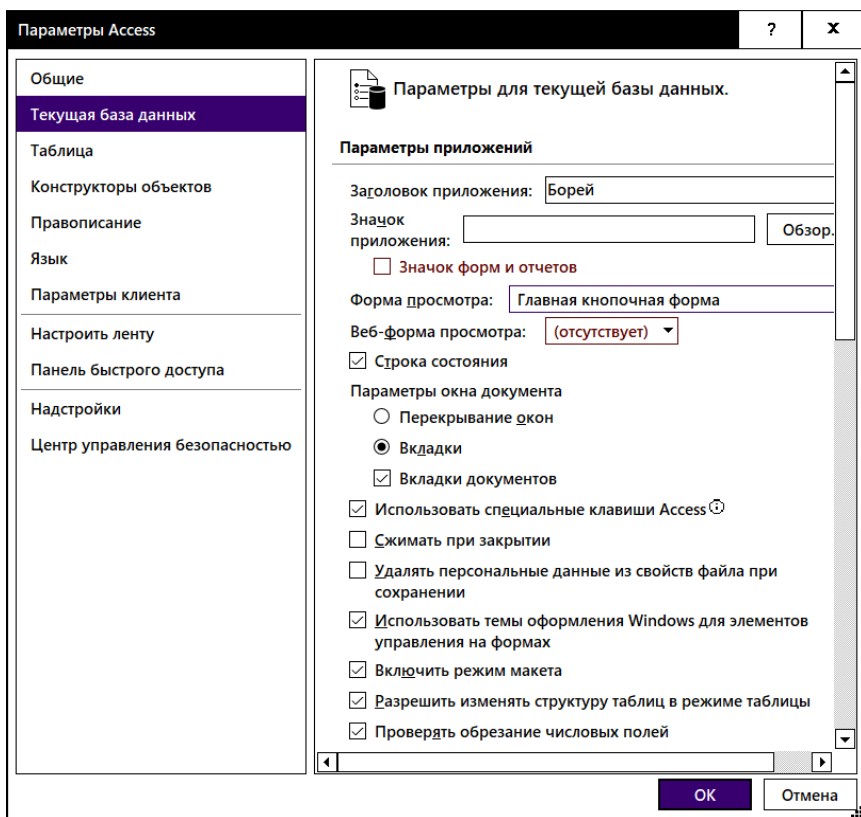 Параметры Access
?
x
Общие
Текущая база данных
Таблица
Конструкторы объектов
Правописание
Язык
Параметры клиента
Настроить ленту
Панель быстрого доступа
Надстройки
Центр управления безопасностью
Параметры для текущей базы данных.
Параметры приложений
Заголовок приложения: Борей
Значок
приложения:
Обзор.
Значок форм и отчетов
Форма просмотра: Главная кнопочная форма
Веб-форма просмотра: (отсутствует)
Строка состояния
Параметры окна документа
Перекрывание окон
Вкладки
Вкладки документов
Использовать специальные клавиши Access
Сжимать при закрытии
Удалять персональные данные из свойств файла при
сохранении
Использовать темы оформления Windows для элементов
управления на формах
Включить режим макета
Разрешить изменять структуру таблиц в режиме таблицы
Проверять обрезание числовых полей
ОК
Отмена